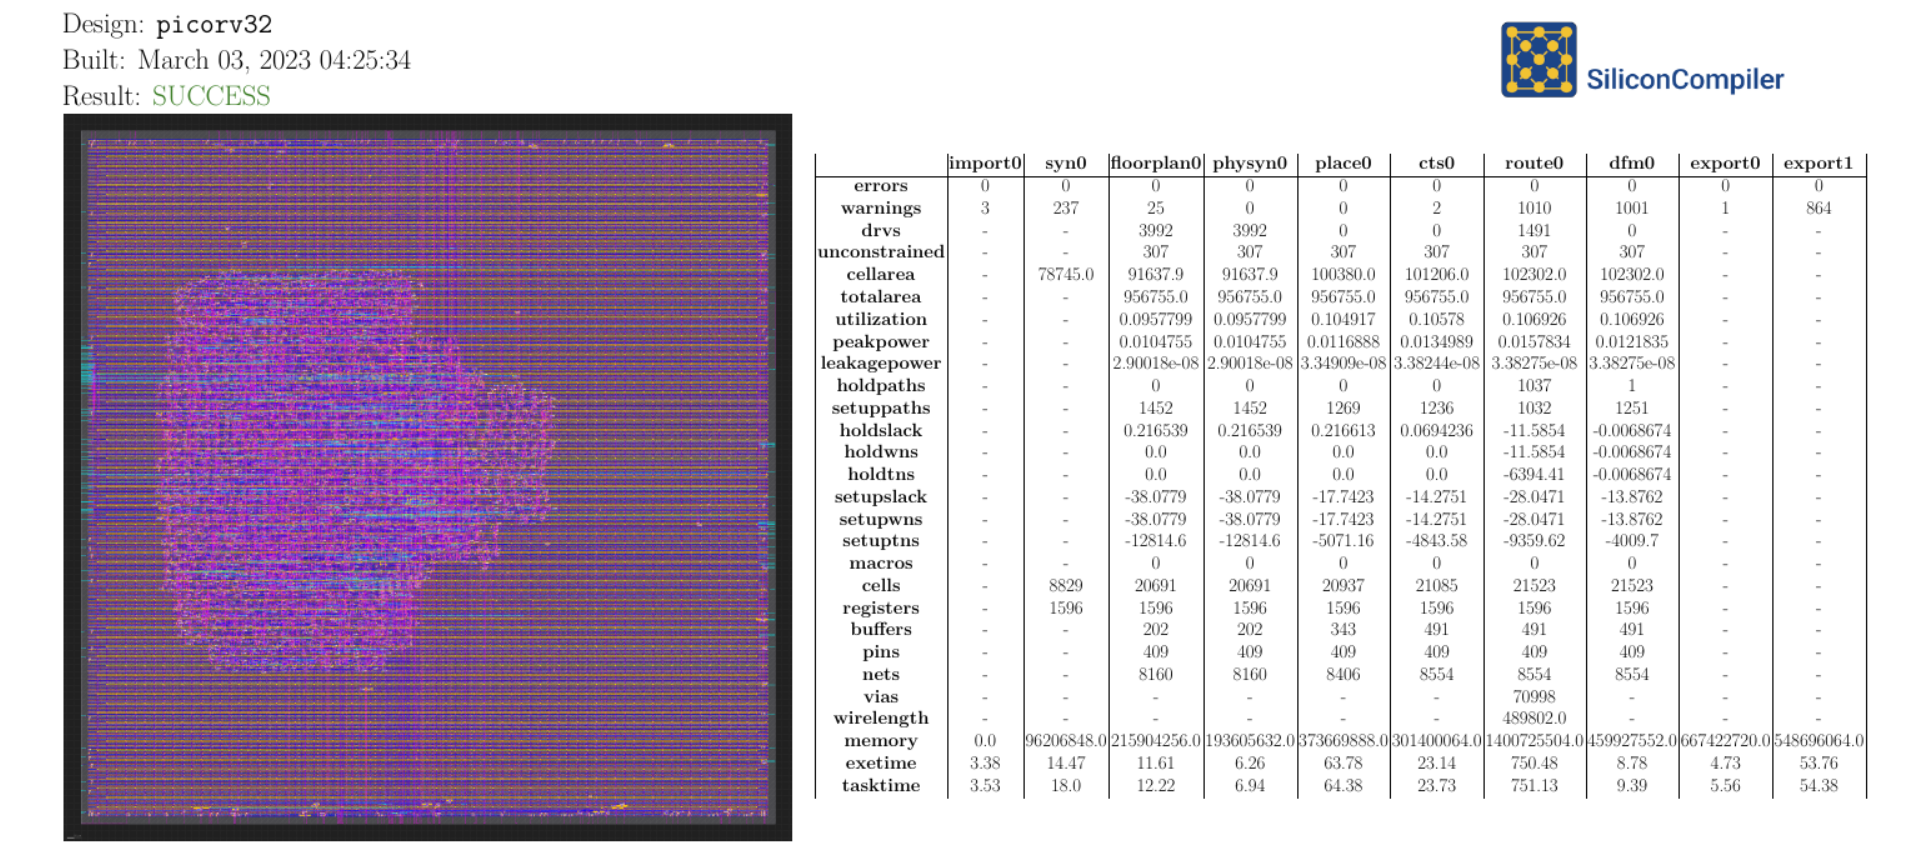 Design: picorv32
Built: March 03, 2023 04:25:34
Result: SUCCESS
SiliconCompiler
import0 syn0 floorplan0 physyn0 place0 cts0 route0 dfm0 export0 export1
errors 0 0 0 0 0 0 0 0 0 0
warnings 3 237 25 0 0 2 1010 1001 1 864
drvs - - 3992 3992 0 0 1491 0 - -
unconstrained - - 307 307 307 307 307 307 - -
cellarea - 78745.0 91637.9 91637.9 100380.0 101206.0 102302.0 102302.0 - -
totalarea - - 956755.0 956755.0 956755.0 956755.0 956755.0 956755.0 - -
utilization - - 0.0957799 0.0957799 0.104917 0.10578 0.106926 0.106926 - -
peakpower - - 0.0104755 0.0104755 0.0116888 0.0134989 0.0157834 0.0121835 - -
leakagepower - - 2.90018e-08 2.90018e-08 3.34909e-08 3.38244e-08 3.38275e-08 3.38275e-08 - -
holdpaths - - 0 0 0 0 1037 1 - -
setuppaths - - 1452 1452 1269 1236 1032 1251 - -
holdslack - - 0.216539 0.216539 0.216613 0.0694236 -11.5854 -0.0068674 - -
holdwns - - 0.0 0.0 0.0 0.0 -11.5854 -0.0068674 - -
holdtns - - 0.0 0.0 0.0 0.0 -6394.41 -0.0068674 - -
setupslack - - -38.0779 -38.0779 -17.7423 -14.2751 -28.0471 -13.8762 - -
setupwns - - -38.0779 -38.0779 -17.7423 -14.2751 -28.0471 -13.8762 - -
setuptns - - -12814.6 -12814.6 -5071.16 -4843.58 -9359.62 -4009.7 - -
macros - - 0 0 0 0 0 0 - -
cells - 8829 20691 20691 20937 21085 21523 21523 - -
registers - 1596 1596 1596 1596 1596 1596 1596 - -
buffers - - 202 202 343 491 491 491 - -
pins - - 409 409 409 409 409 409 - -
nets - - 8160 8160 8406 8554 8554 8554 - -
vias - - - - - - 70998 - - -
wirelength - - - - - - 489802.0 - - -
memory 0.0 96206848.0 215904256.0 193605632.0 373669888.0 301400064.0 1400725504.0 459927552.0 667422720.0 548696064.0
exetime 3.38 14.47 11.61 6.26 63.78 23.14 750.48 8.78 4.73 53.76
tasktime 3.53 18.0 12.22 6.94 64.38 23.73 751.13 9.39 5.56 54.38